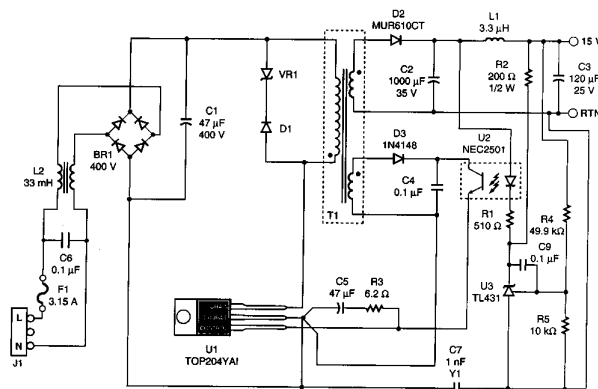 D2
MUR610CT
L1
3.3 µH
15 V
VR1
C2
1000 µF
35 V
R2
200 Ω
1/2 W
C3
120 µF
25 V
C1
47 µF
400 V
RTN
D1
D3
1N4148
U2
NEC2501
BR1
400 V
L2
33 mH
C4
0.1 µF
T1
R1
510 Ω
R4
49.9 kΩ
C6
0.1 µF
C9
0.1 µF
F1
3.15 A
C5
47 µF
R3
6.2 Ω
U3
TL431
L
N
J1
DRAIN
SOURCE
CONTROL
R5
10 kΩ
U1
TOP204YAI
C7
1 nF
Y1